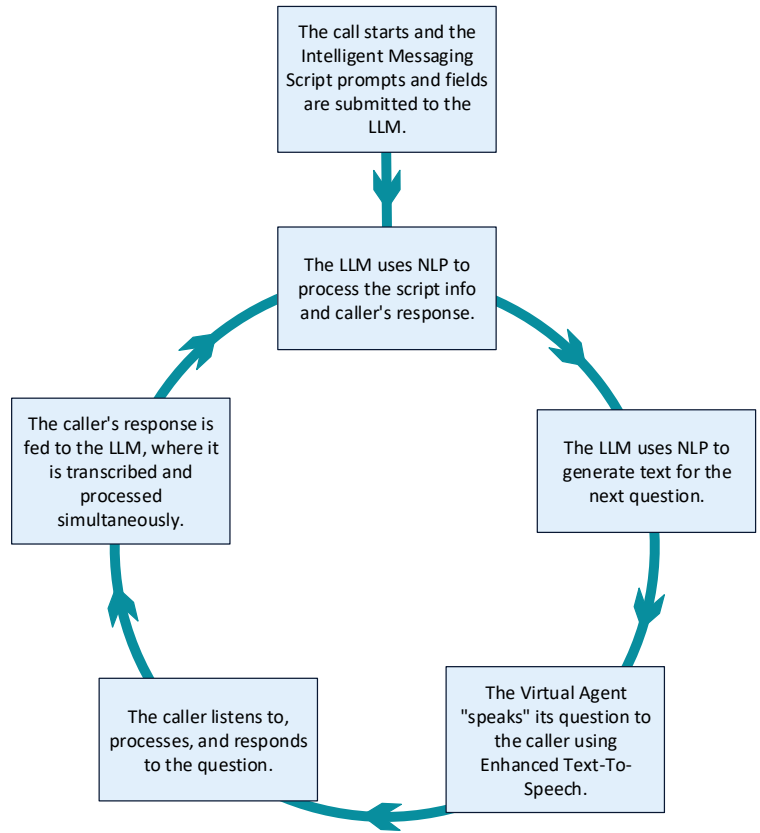 The call starts and the
Intelligent Messaging
Script prompts and fields
are submitted to the
LLM.
The LLM uses NLP to
process the script info
and caller's response.
The LLM uses NLP to
generate text for the
next question.
The Virtual Agent
"speaks" its question to
the caller using
Enhanced Text-To-
Speech.
The caller listens to,
processes, and responds
to the question.
The caller's response is
fed to the LLM, where it
is transcribed and
processed
simultaneously.